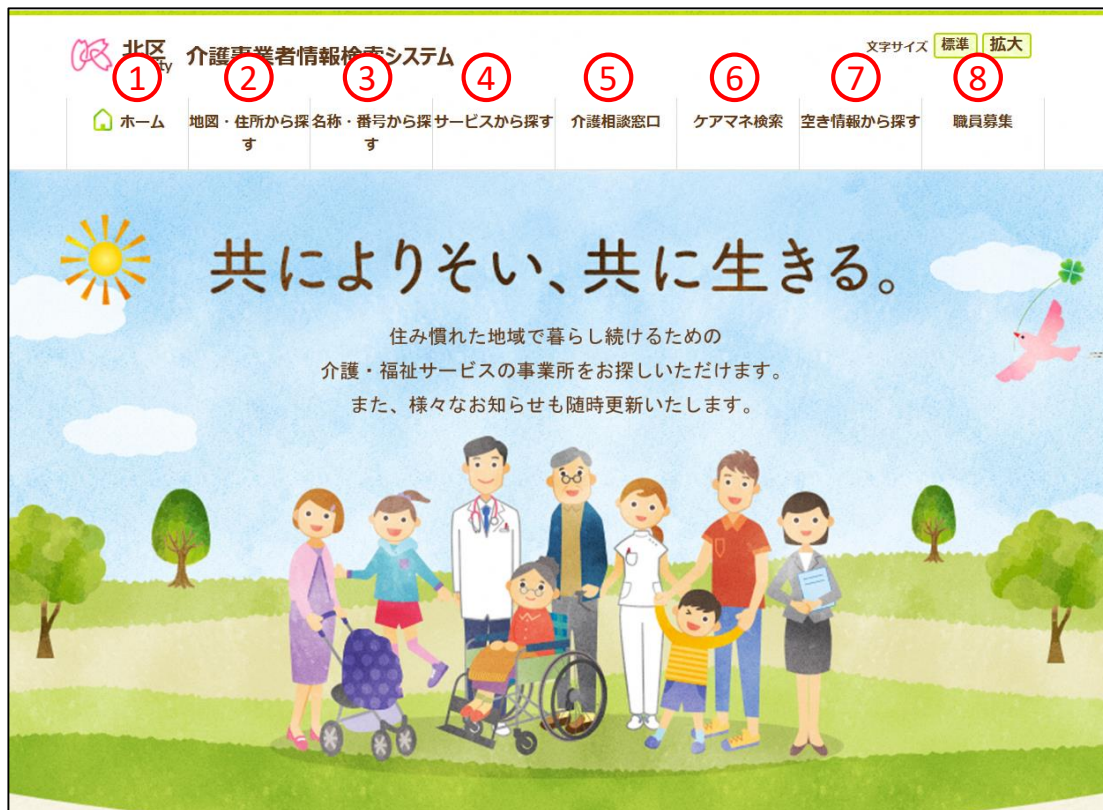 北区
介護事業者情報検索システム
文字サイズ 標準 拡大
① ② ③ ④ ⑤ ⑥ ⑦ ⑧
ホーム 地図・住所から探す 名称・番号から探す サービスから探す 介護相談窓口 ケアマネ検索 空き情報から探す 職員募集
共によりそい、共に生きる。
住み慣れた地域で暮らし続けるための
介護・福祉サービスの事業所をお探しいただけます。
また、様々なお知らせも随時更新いたします。